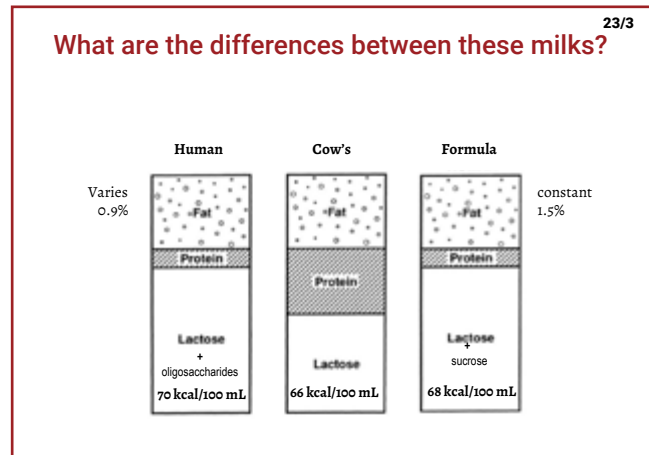 23/3
What are the differences between these milks?
Human
Cow's
Formula
Varies
0.9%
Fat
Protein
Lactose
+
oligosaccharides
70 kcal/100 mL
Fat
Protein
Lactose
66 kcal/100 mL
Fat
Protein
Lactose
+
sucrose
68 kcal/100 mL
constant
1.5%